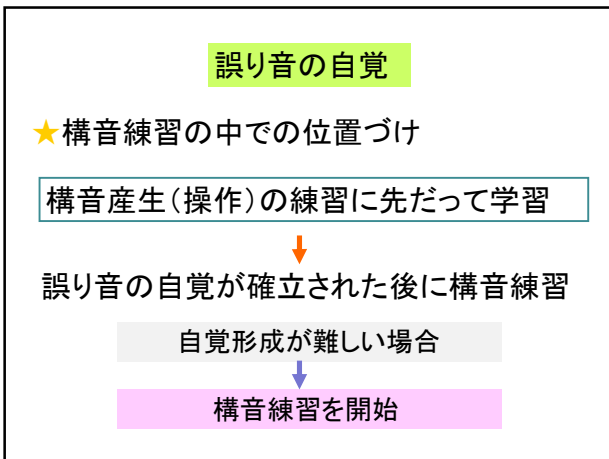 誤り音の自覚
★構音練習の中での位置づけ
構音産生(操作)の練習に先だって学習
誤り音の自覚が確立された後に構音練習
自覚形成が難しい場合
構音練習を開始